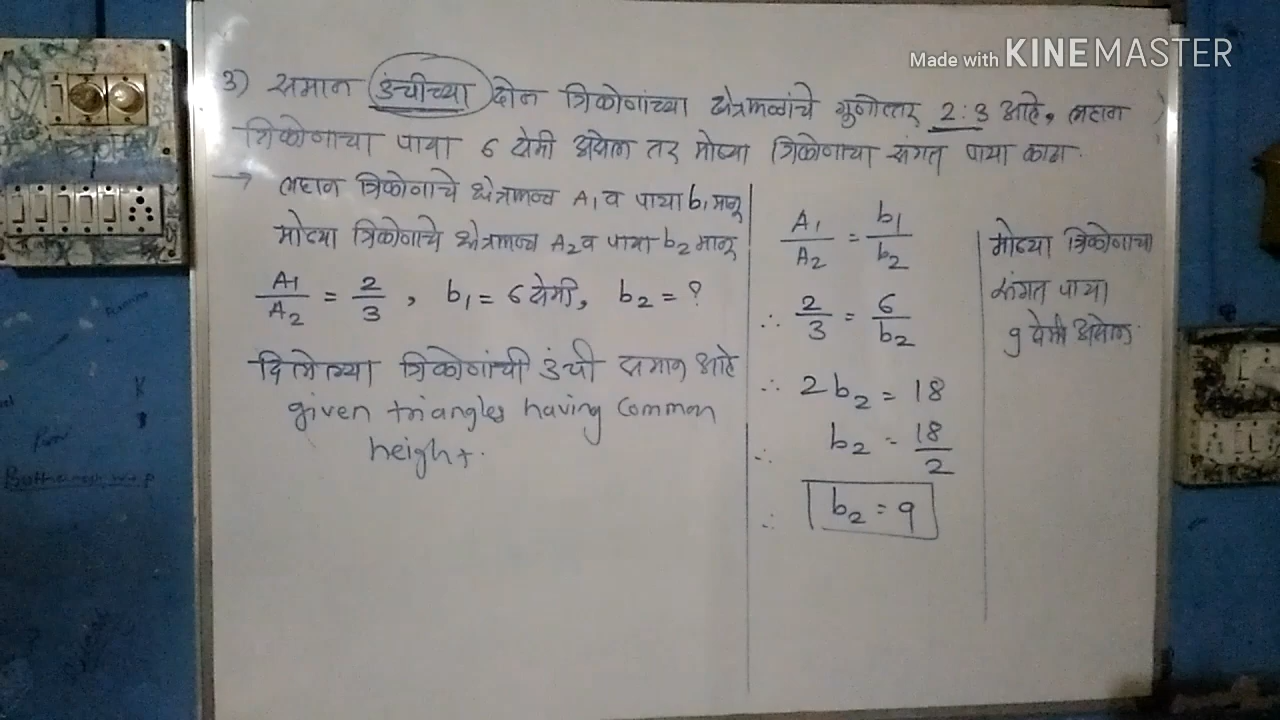 Made with KINEMASTER
3) समान उंचीच्या दोन त्रिकोणांच्या क्षेत्रफळांचे गुणोत्तर 2:3 आहे, लहान
त्रिकोणाचा पाया 6 सेमी असेल तर मोठ्या त्रिकोणाचा संगत पाया काढा.
→ लहान त्रिकोणाचे क्षेत्रफळ A₁ व पाया b₁ मानू
मोठ्या त्रिकोणाचे क्षेत्रफळ A₂ व पाया b₂ मानू
A₁/A₂ = 2/3, b₁ = 6 सेमी, b₂ = ?
दिलेल्या त्रिकोणांची उंची समान आहे
given triangles having common
height.
A₁/A₂ = b₁/b₂
∴ 2/3 = 6/b₂
∴ 2b₂ = 18
∴ b₂ = 18/2
∴ b₂ = 9
मोठ्या त्रिकोणाचा
संगत पाया
9 सेमी असेल.